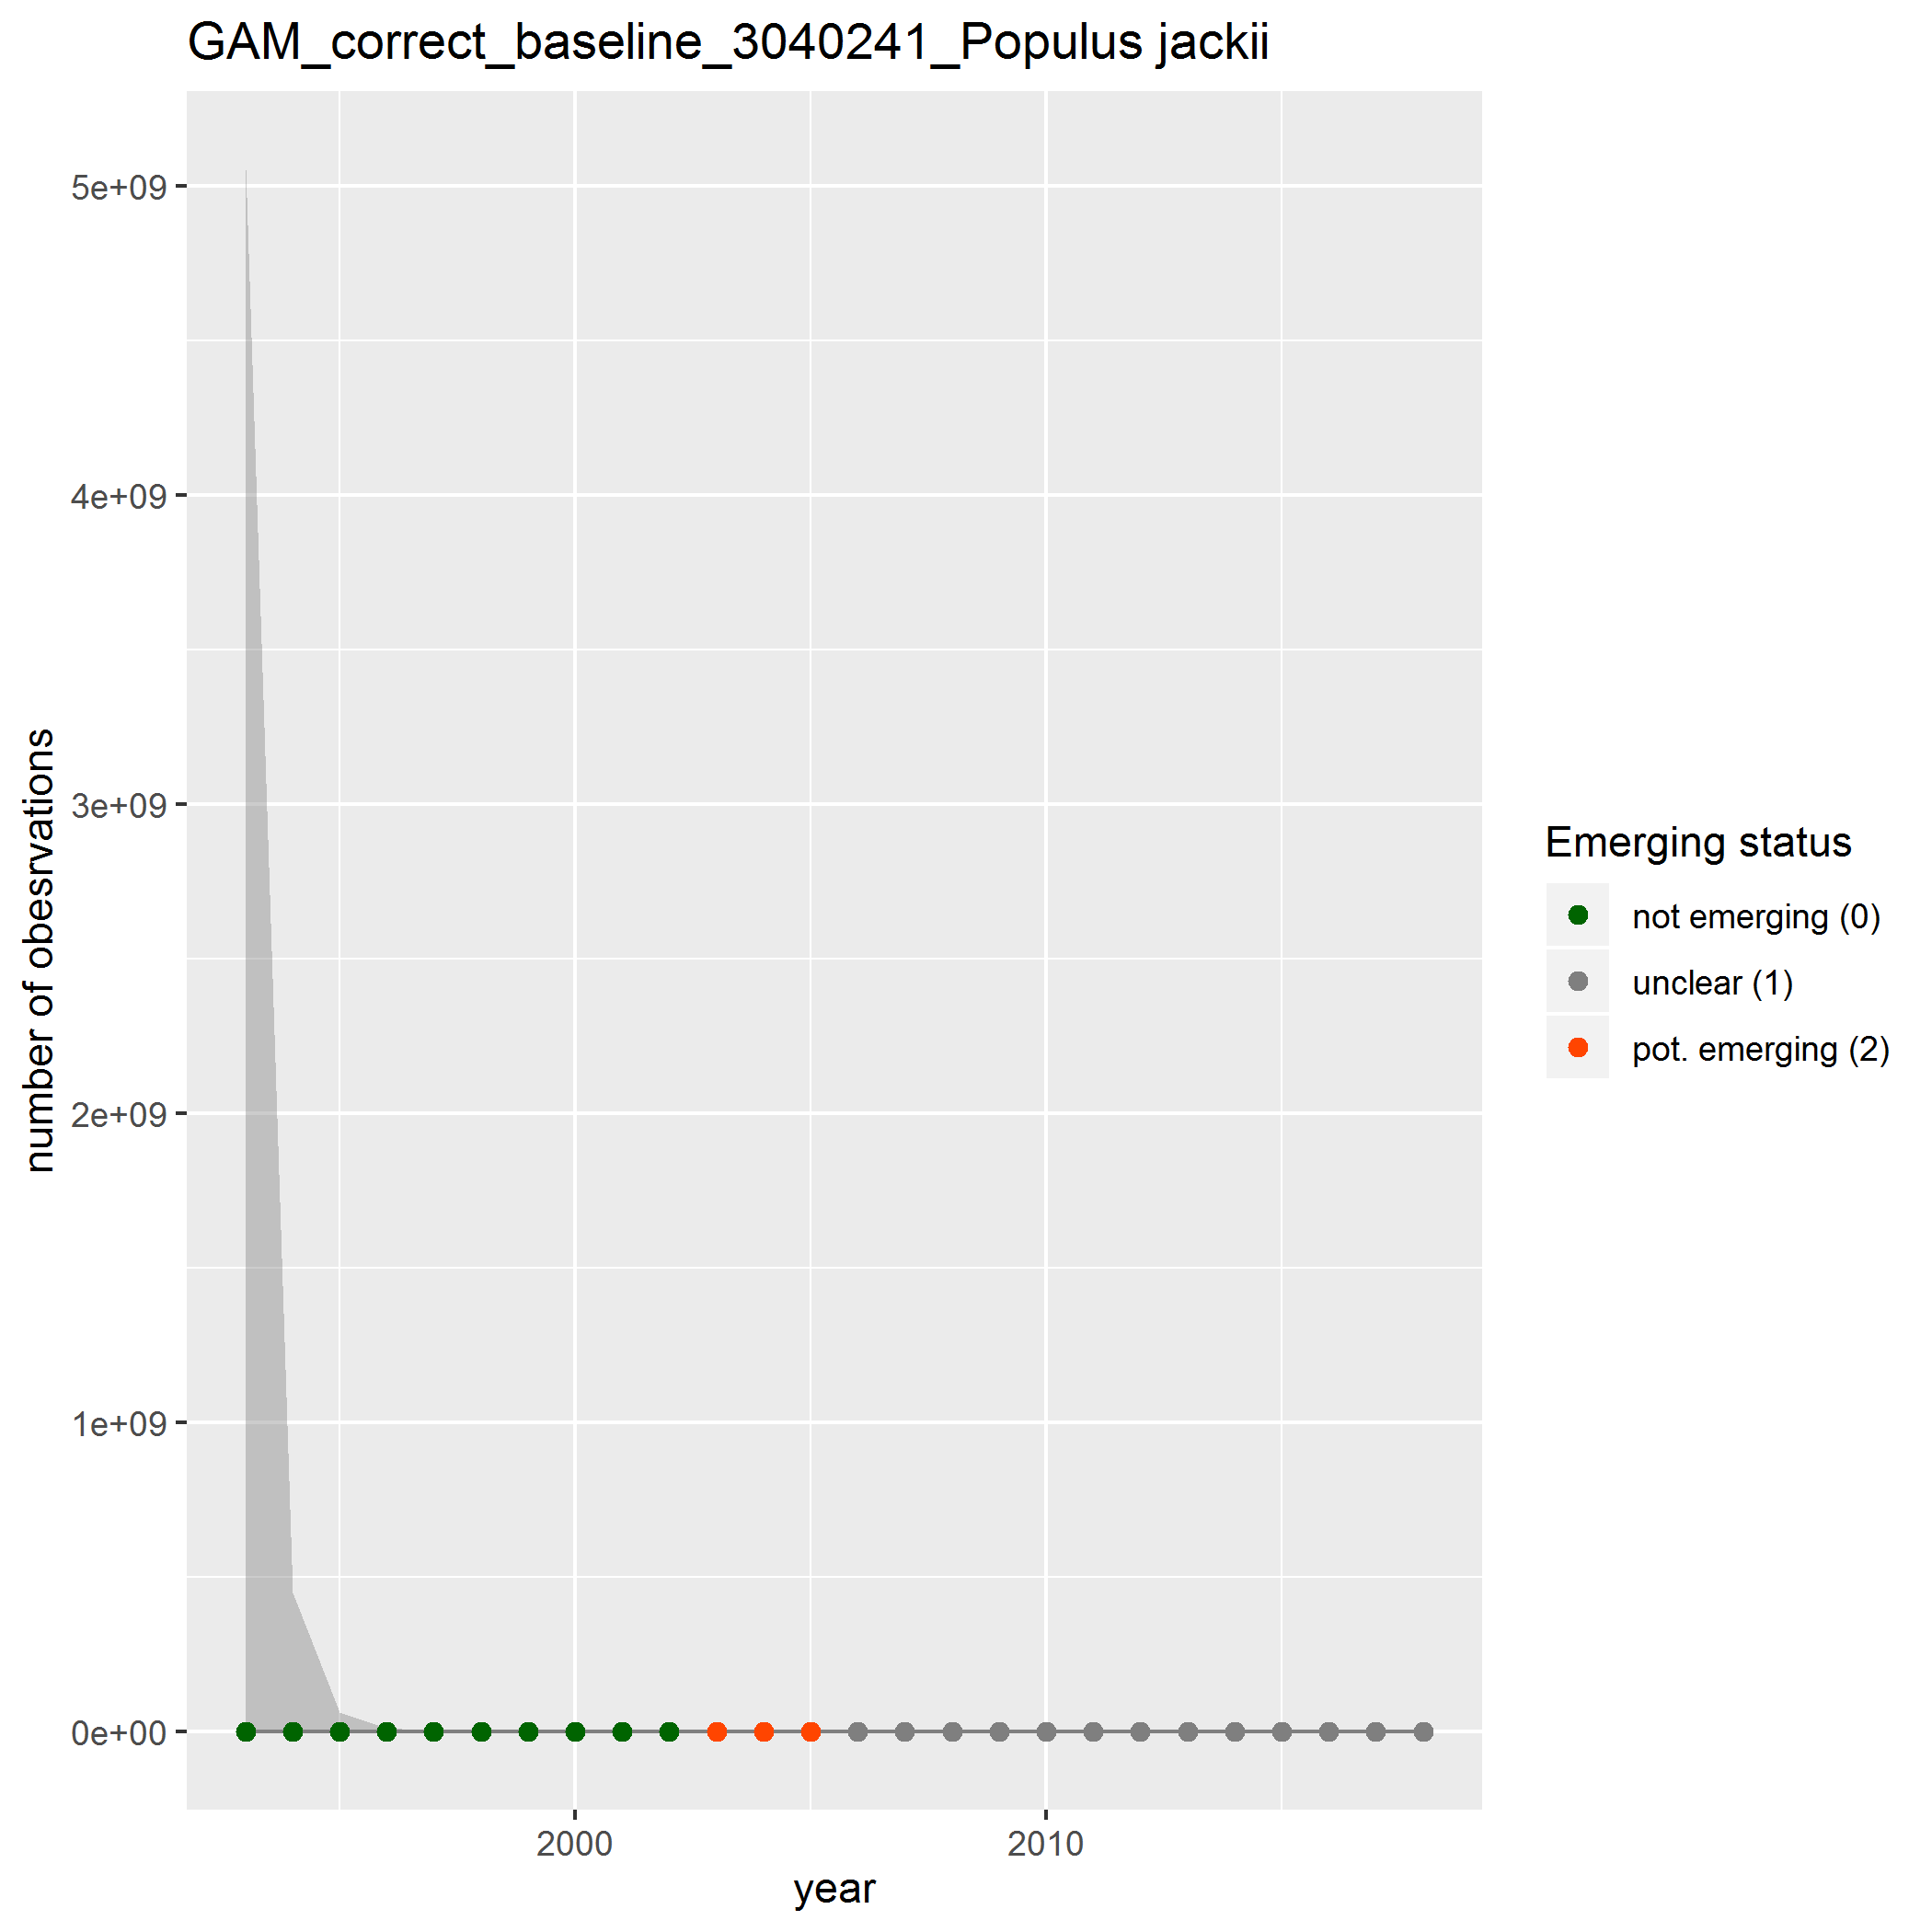 GAM_correct_baseline_3040241_Populus jackii
5e+09
4e+09
3e+09
2e+09
1e+09
0e+00
number of obesrvations
2000
2010
year
Emerging status
not emerging (0)
unclear (1)
pot. emerging (2)